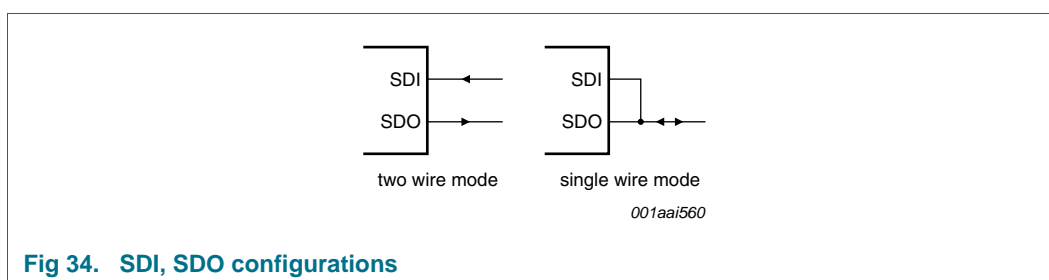 SDI
SDO
two wire mode
SDI
SDO
single wire mode
001aai560
Fig 34. SDI, SDO configurations